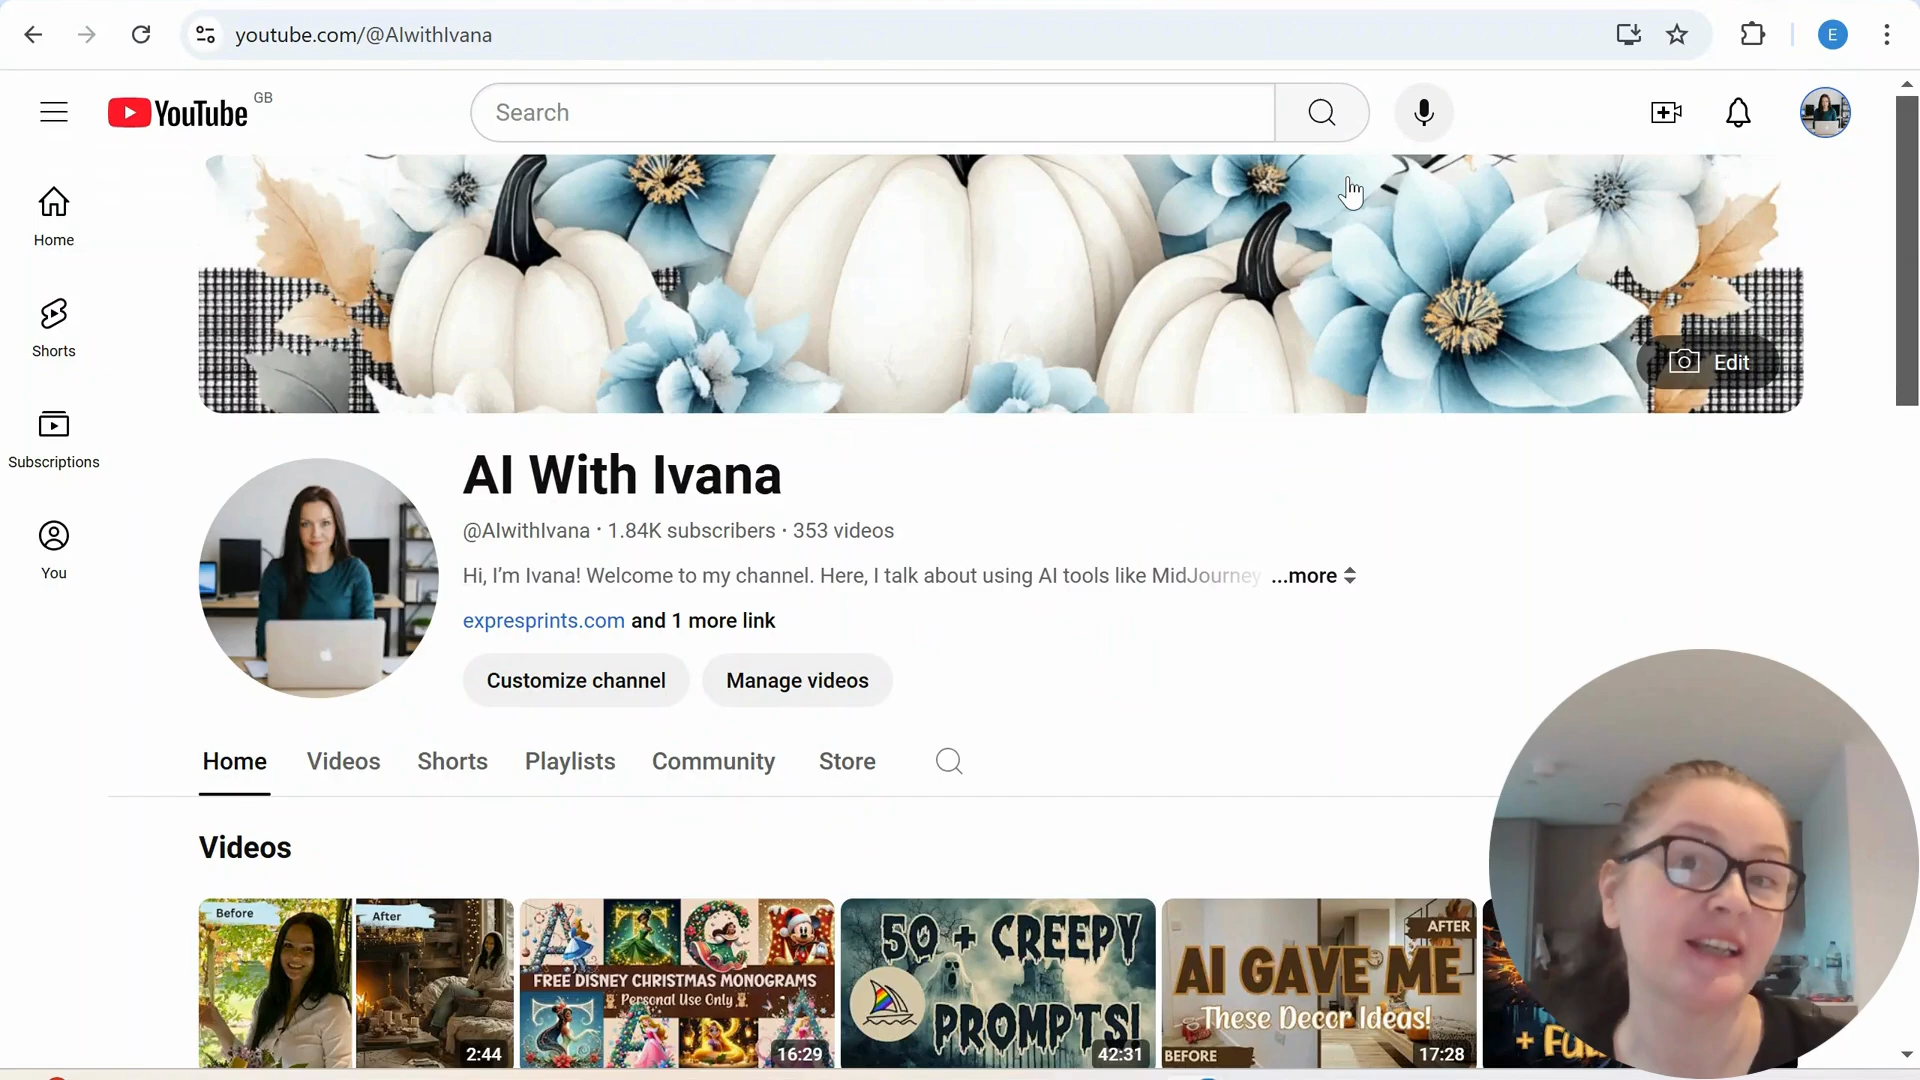 youtube.com/@AIwithIvana
E
YouTube GB
Search
Home
Shorts
Subscriptions
You
Edit
AI With Ivana
@AIwithIvana · 1.84K subscribers · 353 videos
Hi, I'm Ivana! Welcome to my channel. Here, I talk about using AI tools like MidJourney ...more
expresprints.com and 1 more link
Customize channel
Manage videos
Home Videos Shorts Playlists Community Store
Videos
Before
After
2:44
FREE DISNEY CHRISTMAS MONOGRAMS
Personal Use Only
16:29
50 + CREEPY
PROMPTS!
42:31
AFTER
AI GAVE ME
These Decor Ideas!
BEFORE
17:28